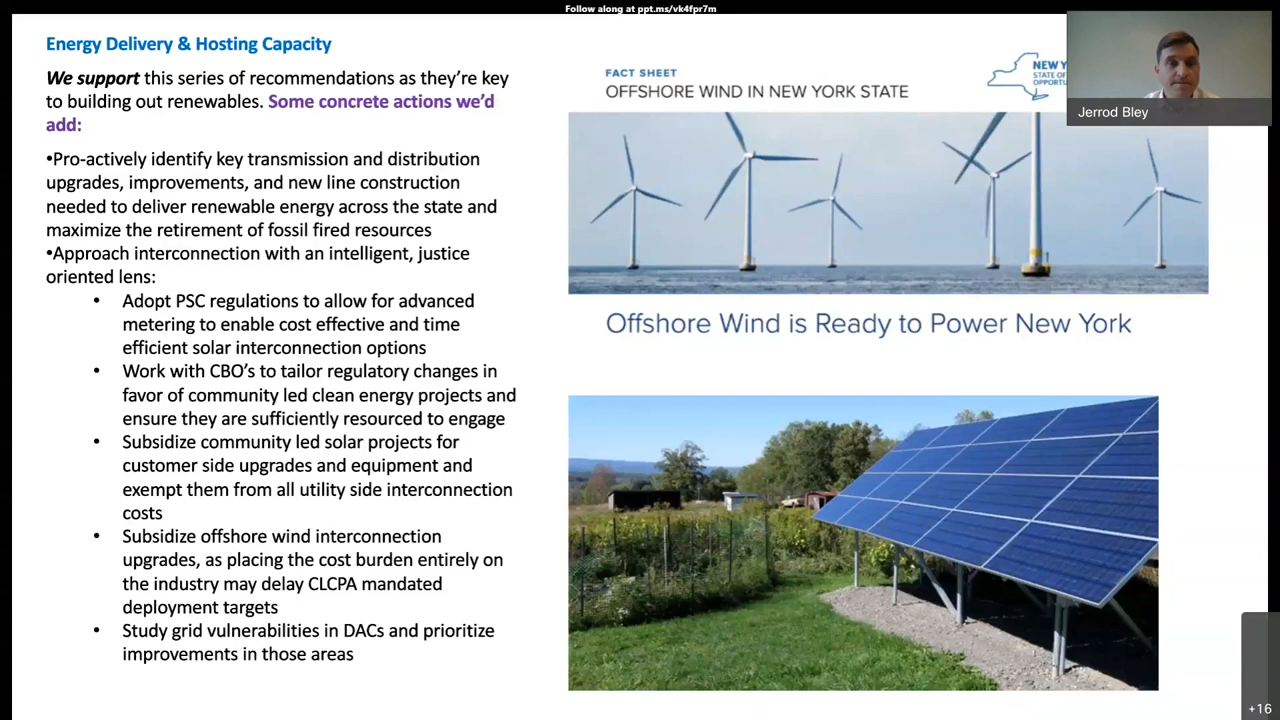 Follow along at ppt.ms/vk4fpr7m
Energy Delivery & Hosting Capacity
We support this series of recommendations as they're key
to building out renewables. Some concrete actions we'd
add:
•Pro-actively identify key transmission and distribution
upgrades, improvements, and new line construction
needed to deliver renewable energy across the state and
maximize the retirement of fossil fired resources
•Approach interconnection with an intelligent, justice
oriented lens:
• Adopt PSC regulations to allow for advanced
metering to enable cost effective and time
efficient solar interconnection options
• Work with CBO's to tailor regulatory changes in
favor of community led clean energy projects and
ensure they are sufficiently resourced to engage
• Subsidize community led solar projects for
customer side upgrades and equipment and
exempt them from all utility side interconnection
costs
• Subsidize offshore wind interconnection
upgrades, as placing the cost burden entirely on
the industry may delay CLCPA mandated
deployment targets
• Study grid vulnerabilities in DACs and prioritize
improvements in those areas
FACT SHEET
OFFSHORE WIND IN NEW YORK STATE
NEW Y
STATE OF
OPPORTU
Jerrod Bley
Offshore Wind is Ready to Power New York
+16